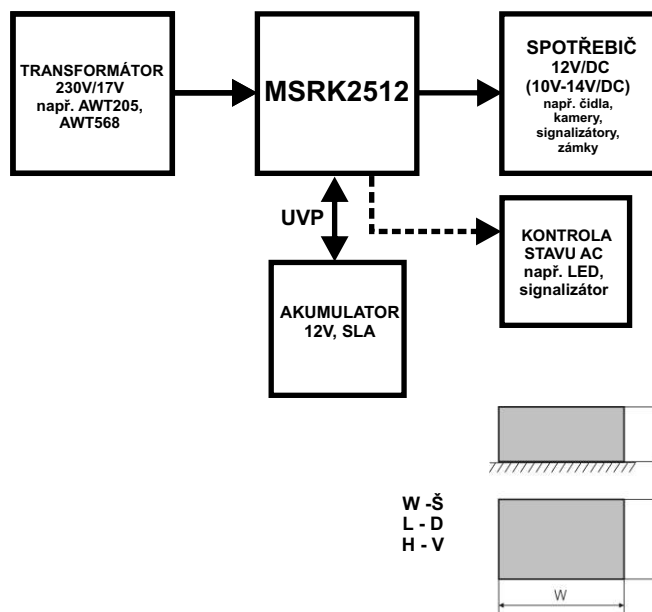 TRANSFORMÁTOR
230V/17V
např. AWT205,
AWT568
MSRK2512
SPOTŘEBIČ
12V/DC
(10V-14V/DC)
např. čidla,
kamery,
signalizátory,
zámky
UVP
KONTROLA
STAVU AC
např. LED,
signalizátor
AKUMULATOR
12V, SLA
W -Š
L - D
H - V
W